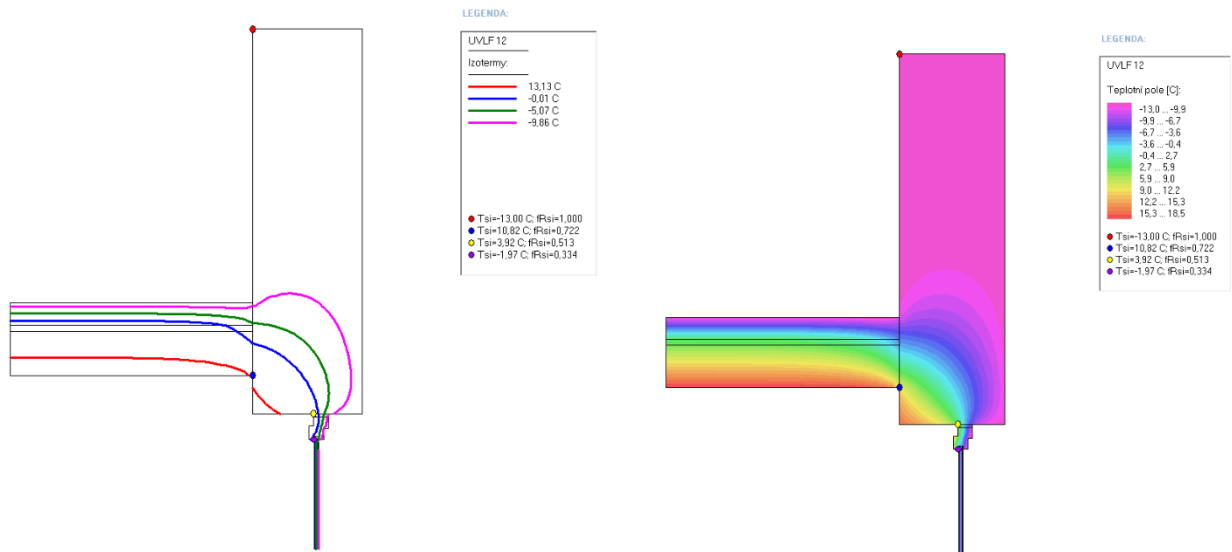 LEGENDA:
UVLF 12
Izotermy:
13,13 C
-0,01 C
-5,07 C
-9,86 C
Tsi=-13,00 C; fRsi=1,000
Tsi=10,82 C; fRsi=0,722
Tsi=3,92 C; fRsi=0,513
Tsi=-1,97 C; fRsi=0,334
LEGENDA:
UVLF 12
Teplotní pole [C]:
-13,0 ... -9,9
-9,9 ... -6,7
-6,7 ... -3,6
-3,6 ... -0,4
-0,4 ... 2,7
2,7 ... 5,9
5,9 ... 9,0
9,0 ... 12,2
12,2 ... 15,3
15,3 ... 18,5
Tsi=-13,00 C; fRsi=1,000
Tsi=10,82 C; fRsi=0,722
Tsi=3,92 C; fRsi=0,513
Tsi=-1,97 C; fRsi=0,334